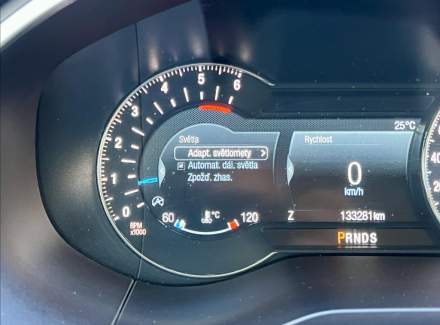 6
5
4
3
2
1
0
RPM
x1000
Světla
Adapt. světlomety
Automat. dál. světla
Zpožď. zhas.
60 °C 120
25°C
Rychlost
0
km/h
Z 133281km
PRNDS